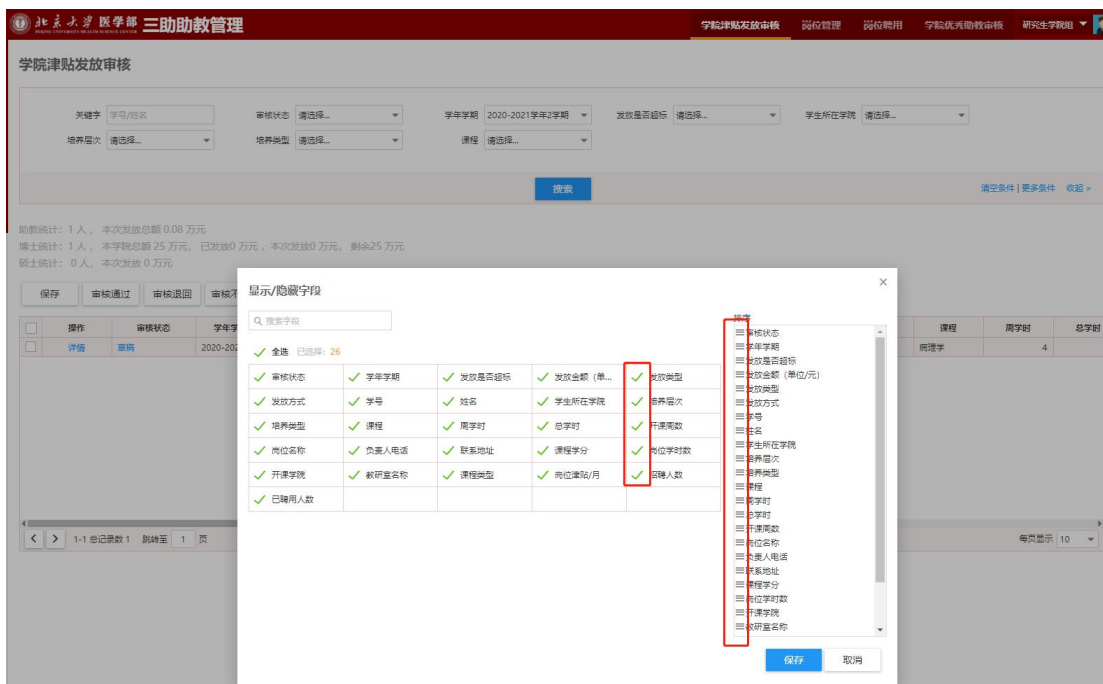 北京大学 医学部 三助助教管理 学院津贴发放审核 岗位管理 岗位聘用 学院优秀助教审核 研究生学院组
PEKING UNIVERSITY HEALTH SCIENCE CENTER
学院津贴发放审核
关键字 学号/姓名 审核状态 请选择... 学年学期 2020-2021学年2学期 发放是否超标 请选择... 学生所在学院 请选择...
培养层次 请选择... 培养类型 请选择... 课程 请选择...
搜索 清空条件 | 更多条件 收起 »
助教统计: 1 人, 本次发放总额 0.08 万元
博士统计: 1 人, 本学院总额 25 万元, 已发放0 万元, 本次发放0 万元, 剩余25 万元
硕士统计: 0 人, 本次发放 0 万元
保存 审核通过 审核退回 审核不
操作 审核状态 学年学 课程 周学时 总学时
详情 草稿 2020-202 病理学 4
1-1 总记录数 1 跳转至 1 页 每页显示 10
显示/隐藏字段 ×
搜索字段
全选 已选择: 26
审核状态 学年学期 发放是否超标 发放金额 (单... 发放类型
发放方式 学号 姓名 学生所在学院 培养层次
培养类型 课程 周学时 总学时 开课周数
岗位名称 负责人电话 联系地址 课程学分 岗位学时数
开课学院 教研室名称 课程类型 岗位津贴/月 招聘人数
已聘用人数
排序
审核状态
学年学期
发放是否超标
发放金额 (单位/元)
发放类型
发放方式
学号
姓名
学生所在学院
培养层次
培养类型
课程
周学时
总学时
开课周数
岗位名称
负责人电话
联系地址
课程学分
岗位学时数
开课学院
教研室名称
保存 取消